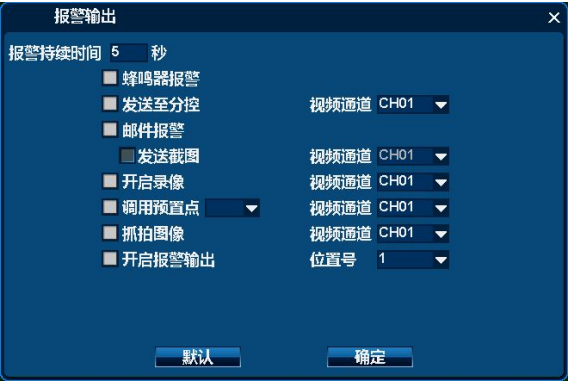 报警输出
报警持续时间 5 秒
蜂鸣器报警
发送至分控 视频通道 CH01
邮件报警
发送截图 视频通道 CH01
开启录像 视频通道 CH01
调用预置点 视频通道 CH01
抓拍图像 视频通道 CH01
开启报警输出 位置号 1
默认 确定